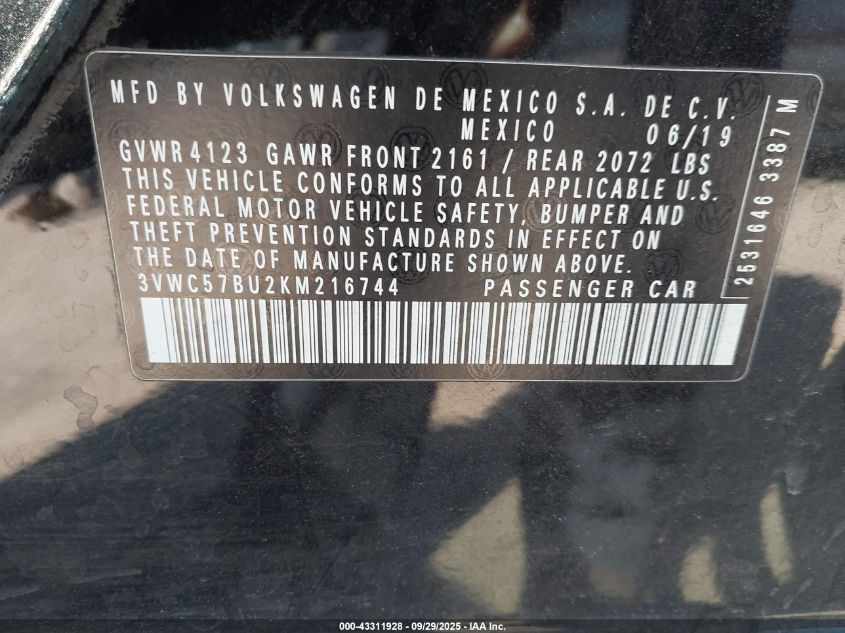 MFD BY VOLKSWAGEN DE MEXICO S.A. DE C.V.
MEXICO 06/19
GVWR 4123 GAWR FRONT 2161 / REAR 2072 LBS
THIS VEHICLE CONFORMS TO ALL APPLICABLE U.S.
FEDERAL MOTOR VEHICLE SAFETY, BUMPER AND
THEFT PREVENTION STANDARDS IN EFFECT ON
THE DATE OF MANUFACTURE SHOWN ABOVE.
3VWC57BU2KM216744 PASSENGER CAR
2531646 3387 M
000-43311928 - 09/29/2025 - IAA Inc.